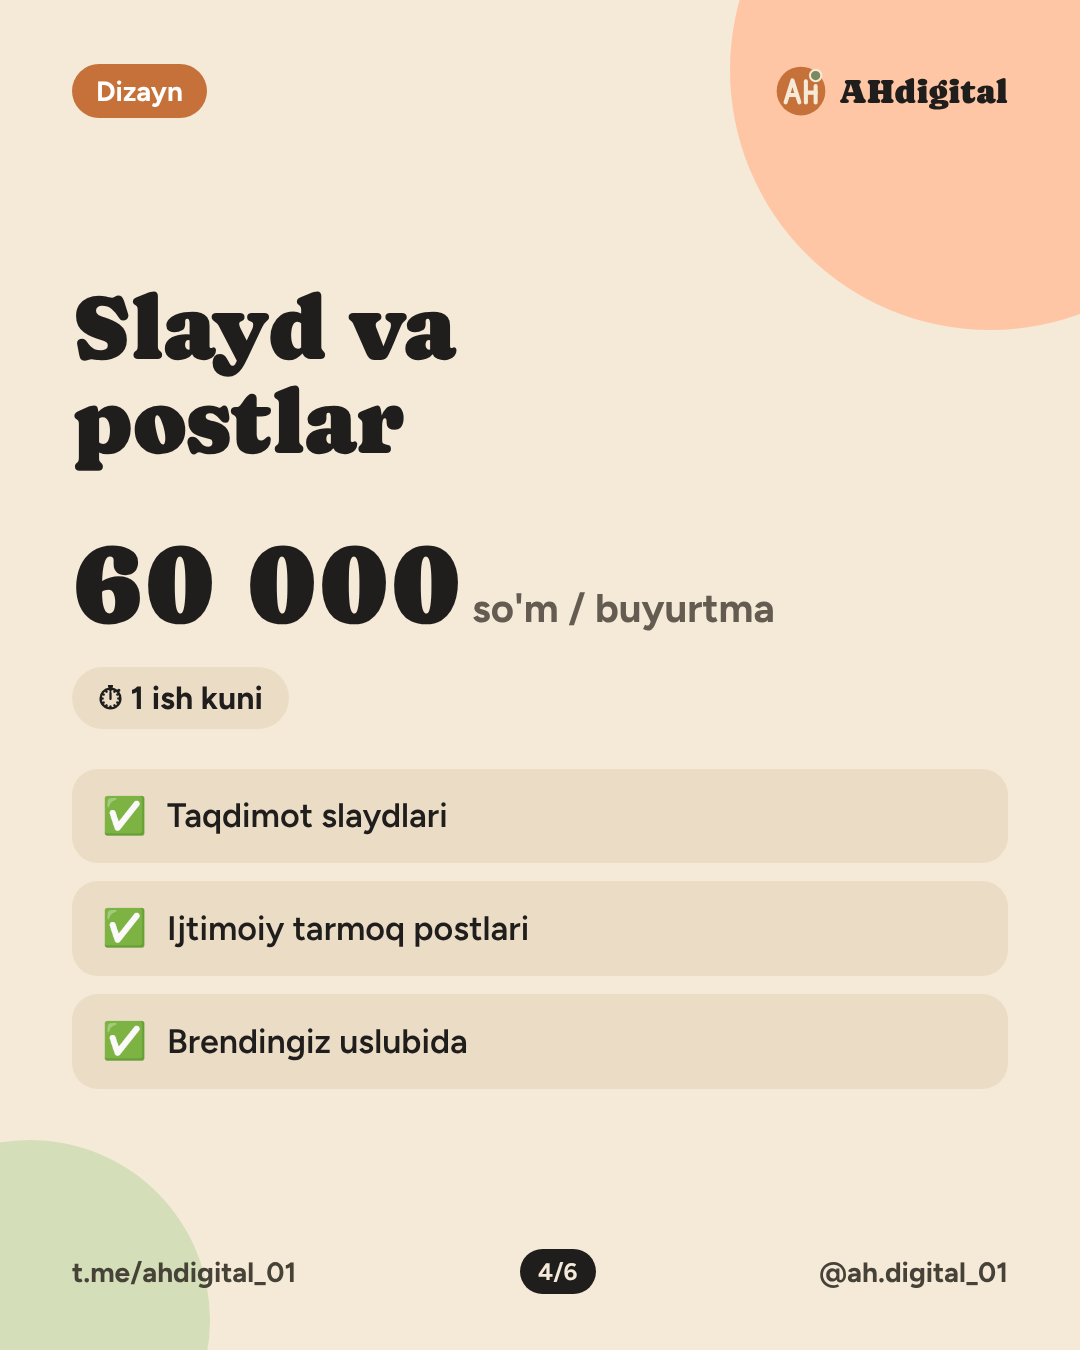 Dizayn
AH AHdigital
Slayd va
postlar
60 000 so'm / buyurtma
⏱ 1 ish kuni
✅ Taqdimot slaydlari
✅ Ijtimoiy tarmoq postlari
✅ Brendingiz uslubida
t.me/ahdigital_01 4/6 @ah.digital_01